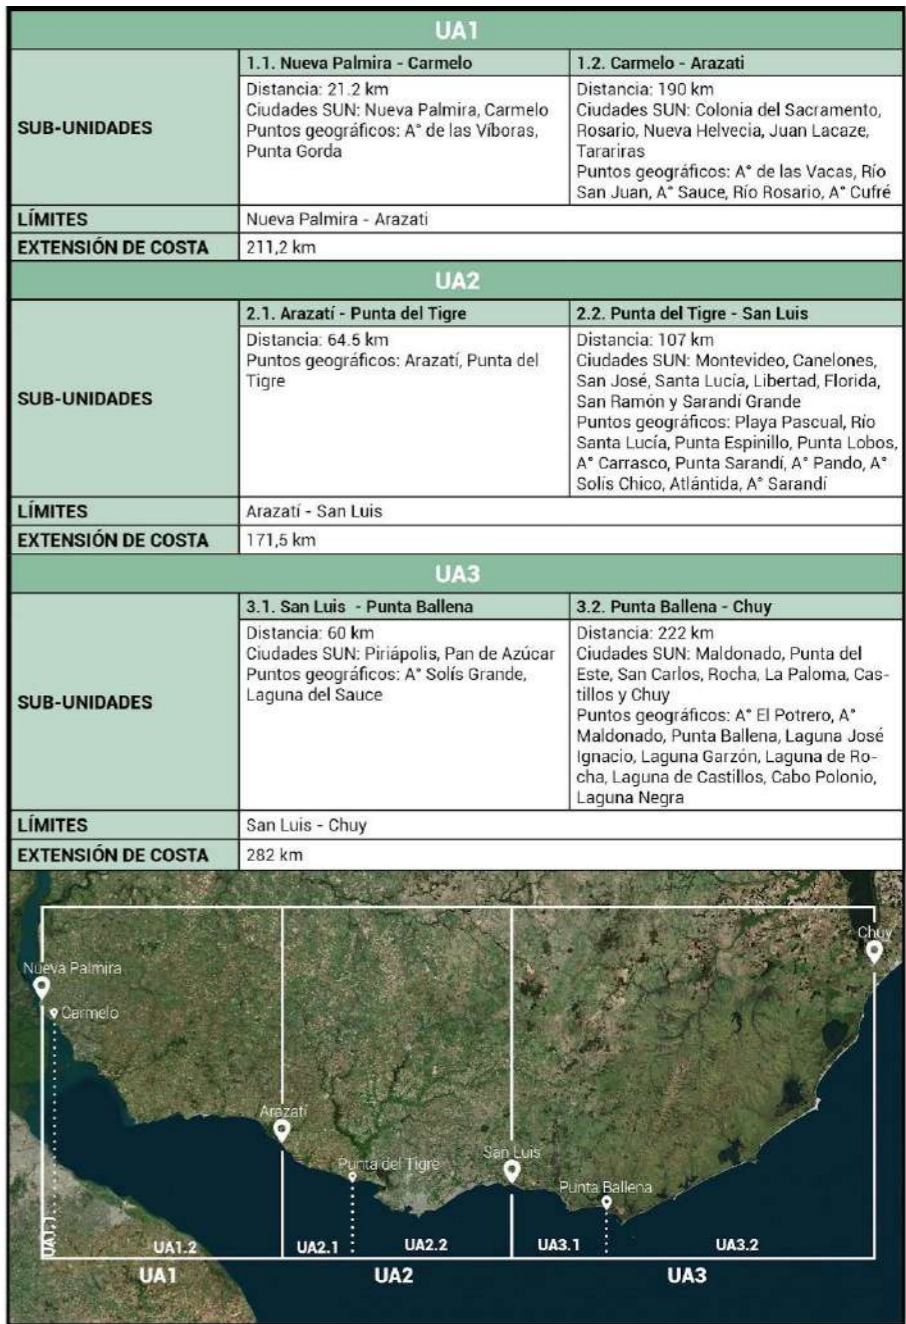 UA1
SUB-UNIDADES
1.1. Nueva Palmira - Carmelo
Distancia: 21.2 km
Ciudades SUN: Nueva Palmira, Carmelo
Puntos geográficos: A° de las Víboras,
Punta Gorda
1.2. Carmelo - Arazati
Distancia: 190 km
Ciudades SUN: Colonia del Sacramento,
Rosario, Nueva Helvecia, Juan Lacaze,
Tarariras
Puntos geográficos: A° de las Vacas, Río
San Juan, A° Sauce, Río Rosario, A° Cufré
LÍMITES
Nueva Palmira - Arazati
EXTENSIÓN DE COSTA
211,2 km
UA2
SUB-UNIDADES
2.1. Arazatí - Punta del Tigre
Distancia: 64.5 km
Puntos geográficos: Arazatí, Punta del
Tigre
2.2. Punta del Tigre - San Luis
Distancia: 107 km
Ciudades SUN: Montevideo, Canelones,
San José, Santa Lucía, Libertad, Florida,
San Ramón y Sarandí Grande
Puntos geográficos: Playa Pascual, Río
Santa Lucía, Punta Espinillo, Punta Lobos,
A° Carrasco, Punta Sarandí, A° Pando, A°
Solís Chico, Atlántida, A° Sarandí
LÍMITES
Arazatí - San Luis
EXTENSIÓN DE COSTA
171,5 km
UA3
SUB-UNIDADES
3.1. San Luis - Punta Ballena
Distancia: 60 km
Ciudades SUN: Piriápolis, Pan de Azúcar
Puntos geográficos: A° Solís Grande,
Laguna del Sauce
3.2. Punta Ballena - Chuy
Distancia: 222 km
Ciudades SUN: Maldonado, Punta del
Este, San Carlos, Rocha, La Paloma, Cas-
tillos y Chuy
Puntos geográficos: A° El Potrero, A°
Maldonado, Punta Ballena, Laguna José
Ignacio, Laguna Garzón, Laguna de Ro-
cha, Laguna de Castillos, Cabo Polonio,
Laguna Negra
LÍMITES
San Luis - Chuy
EXTENSIÓN DE COSTA
282 km
Chuy
Nueva Palmira
Carmelo
Arazatí
San Luis
Punta del Tigre
Punta Ballena
UA1.1
UA1.2
UA2.1
UA2.2
UA3.1
UA3.2
UA1
UA2
UA3